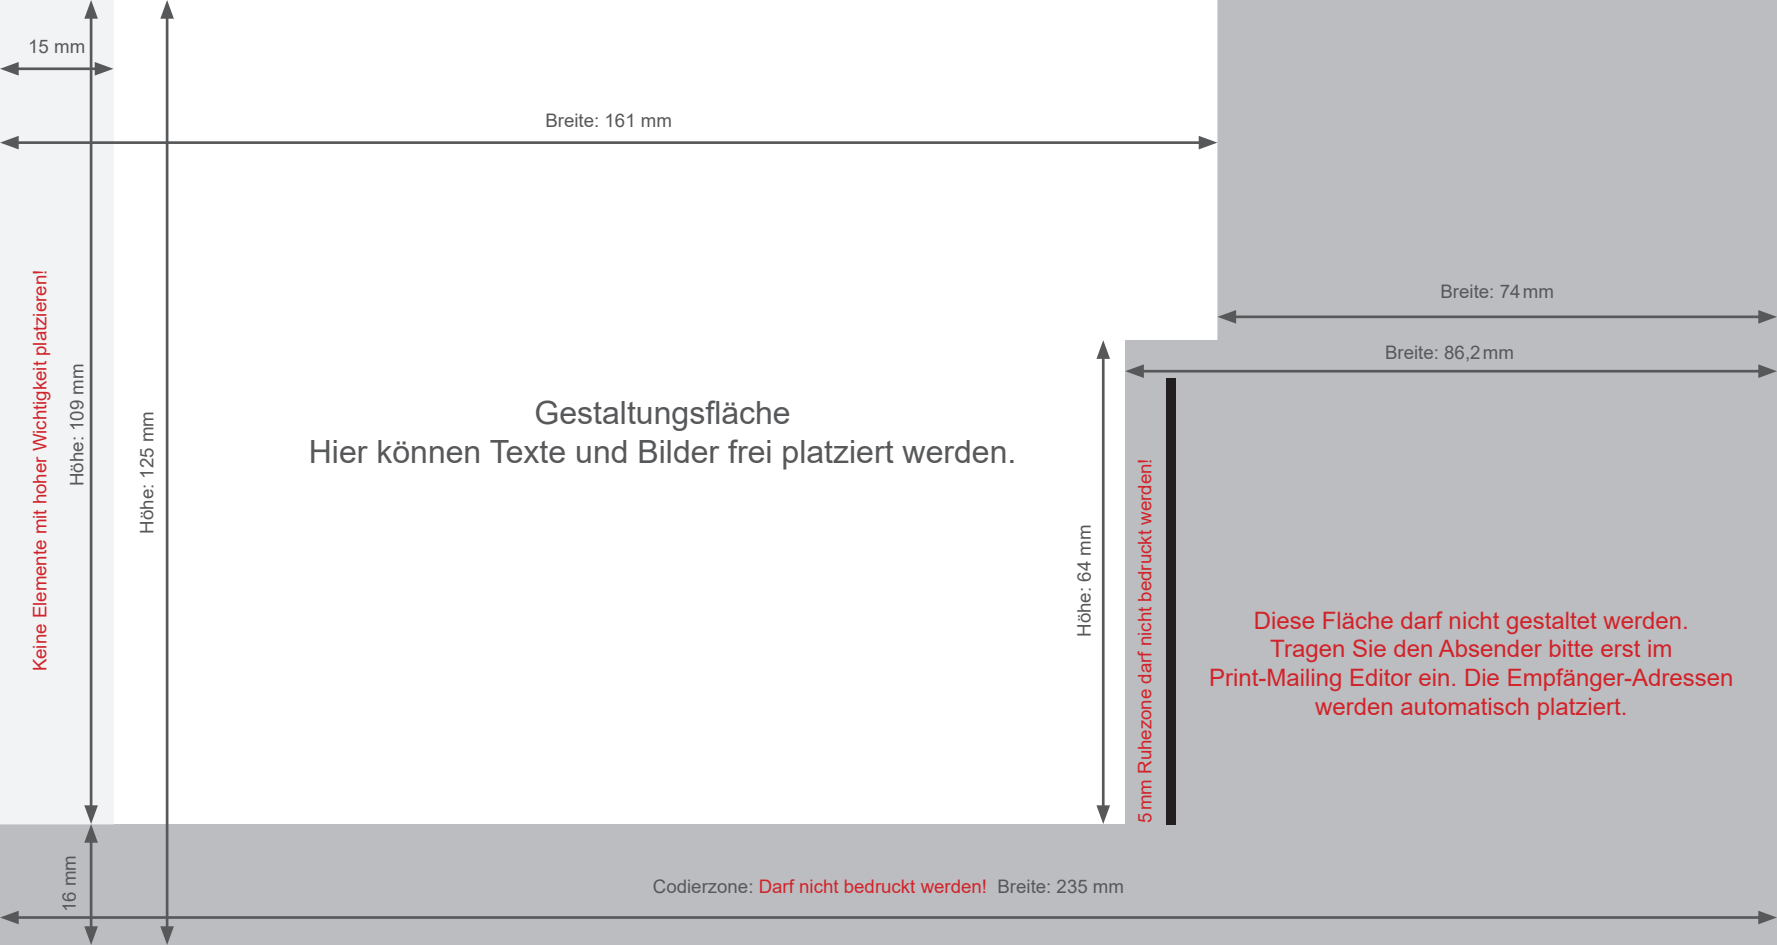 15 mm
Breite: 161 mm
Breite: 74 mm
Breite: 86,2 mm
Keine Elemente mit hoher Wichtigkeit platzieren!
Höhe: 109 mm
Höhe: 125 mm
Gestaltungsfläche
Hier können Texte und Bilder frei platziert werden.
Höhe: 64 mm
5 mm Ruhezone darf nicht bedruckt werden!
Diese Fläche darf nicht gestaltet werden.
Tragen Sie den Absender bitte erst im
Print-Mailing Editor ein. Die Empfänger-Adressen
werden automatisch platziert.
16 mm
Codierzone: Darf nicht bedruckt werden! Breite: 235 mm